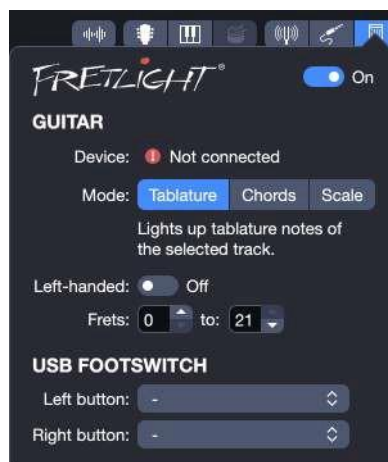 FRETLIGHT®
On
GUITAR
Device: Not connected
Mode: Tablature Chords Scale
Lights up tablature notes of
the selected track.
Left-handed: Off
Frets: 0 to: 21
USB FOOTSWITCH
Left button: -
Right button: -